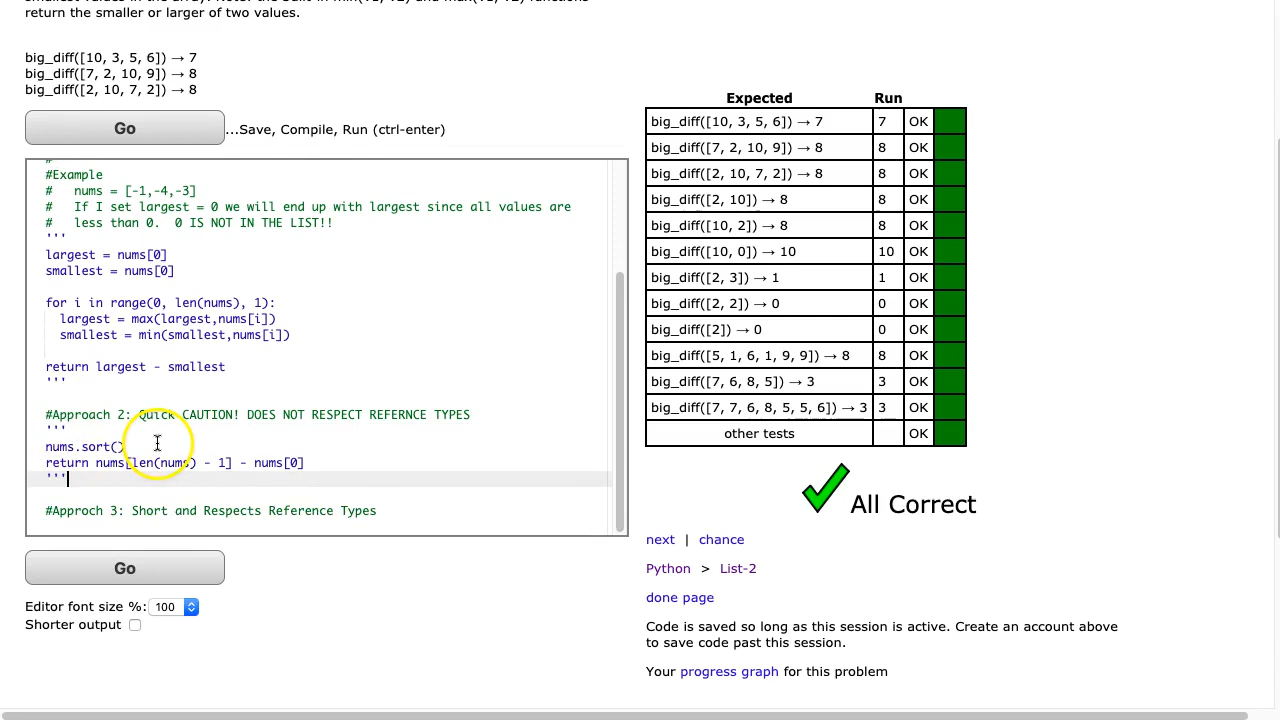 return the smaller or larger of two values.
big_diff([10, 3, 5, 6]) → 7
big_diff([7, 2, 10, 9]) → 8
big_diff([2, 10, 7, 2]) → 8
Go
...Save, Compile, Run (ctrl-enter)
#
#Example
#   nums = [-1,-4,-3]
#   If I set largest = 0 we will end up with largest since all values are
#   less than 0.  0 IS NOT IN THE LIST!!
'''
largest = nums[0]
smallest = nums[0]
for i in range(0, len(nums), 1):
  largest = max(largest,nums[i])
  smallest = min(smallest,nums[i])
return largest - smallest
'''
#Approach 2: Quick CAUTION! DOES NOT RESPECT REFERNCE TYPES
'''
nums.sort()
return nums[len(nums) - 1] - nums[0]
'''
#Approch 3: Short and Respects Reference Types
Go
Editor font size %: 100
Shorter output
Expected Run
big_diff([10, 3, 5, 6]) → 7 7 OK
big_diff([7, 2, 10, 9]) → 8 8 OK
big_diff([2, 10, 7, 2]) → 8 8 OK
big_diff([2, 10]) → 8 8 OK
big_diff([10, 2]) → 8 8 OK
big_diff([10, 0]) → 10 10 OK
big_diff([2, 3]) → 1 1 OK
big_diff([2, 2]) → 0 0 OK
big_diff([2]) → 0 0 OK
big_diff([5, 1, 6, 1, 9, 9]) → 8 8 OK
big_diff([7, 6, 8, 5]) → 3 3 OK
big_diff([7, 7, 6, 8, 5, 5, 6]) → 3 3 OK
other tests OK
All Correct
next | chance
Python > List-2
done page
Code is saved so long as this session is active. Create an account above
to save code past this session.
Your progress graph for this problem